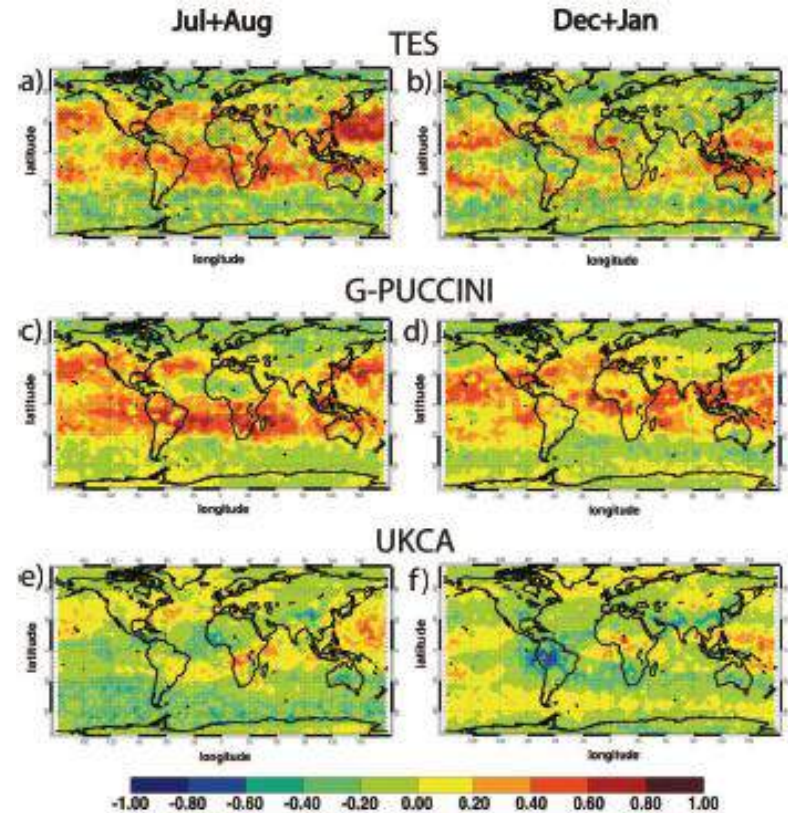 Jul+Aug
Dec+Jan
TES
a)
b)
latitude
latitude
longitude
longitude
G-PUCCINI
c)
d)
latitude
latitude
longitude
longitude
UKCA
e)
f)
latitude
latitude
longitude
longitude
-1.00 -0.80 -0.60 -0.40 -0.20 0.00 0.20 0.40 0.60 0.80 1.00